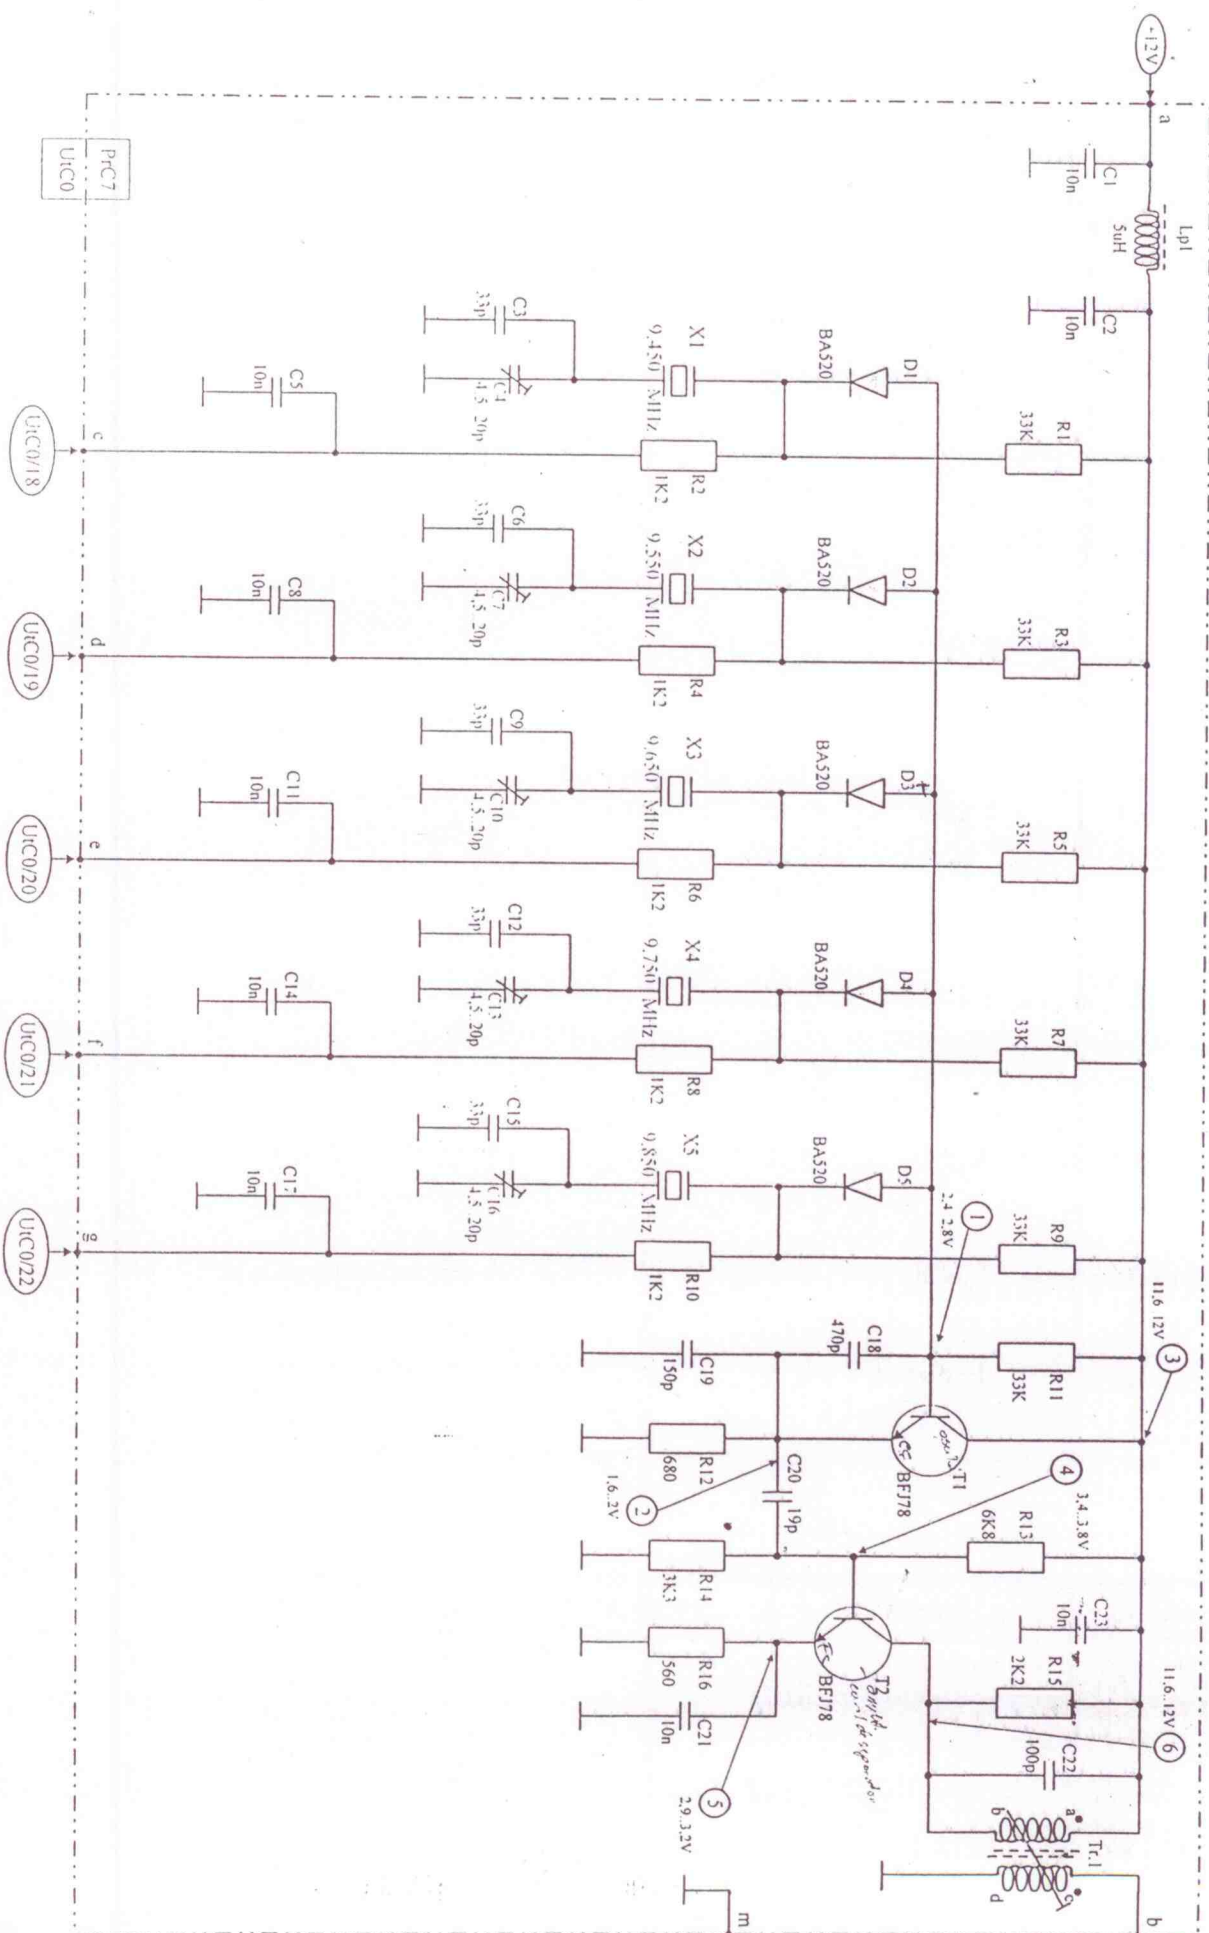 +12V
a
C1
10n
Lp1
5uH
C2
10n
R1
33K
R3
33K
R5
33K
R7
33K
R9
33K
R11
33K
11,6 12V
3
D1
BA520
D2
BA520
D3
BA520
D4
BA520
D5
BA520
1
2,4 2,8V
X1
9,450 MHz
R2
1K2
X2
9,550 MHz
R4
1K2
X3
9,650 MHz
R6
1K2
X4
9,750 MHz
R8
1K2
X5
9,850 MHz
R10
1K2
C3
33p
C4
4,5..20p
C6
33p
C7
4,5..20p
C9
33p
C10
4,5..20p
C12
33p
C13
4,5..20p
C15
33p
C16
4,5..20p
C5
10n
C8
10n
C11
10n
C14
10n
C17
10n
C18
470p
C19
150p
T1
BFJ78
R12
680
C20
19p
2
1,6..2V
4
3,4..3,8V
R13
6K8
R14
3K3
C23
10n
R15
2K2
11,6..12V
6
C22
100p
T2
BFJ78
R16
560
C21
10n
5
2,9..3,2V
Tr.1
a
b
c
d
b
m
PrC7
UtC0
c
UtC0/18
d
UtC0/19
e
UtC0/20
f
UtC0/21
g
UtC0/22